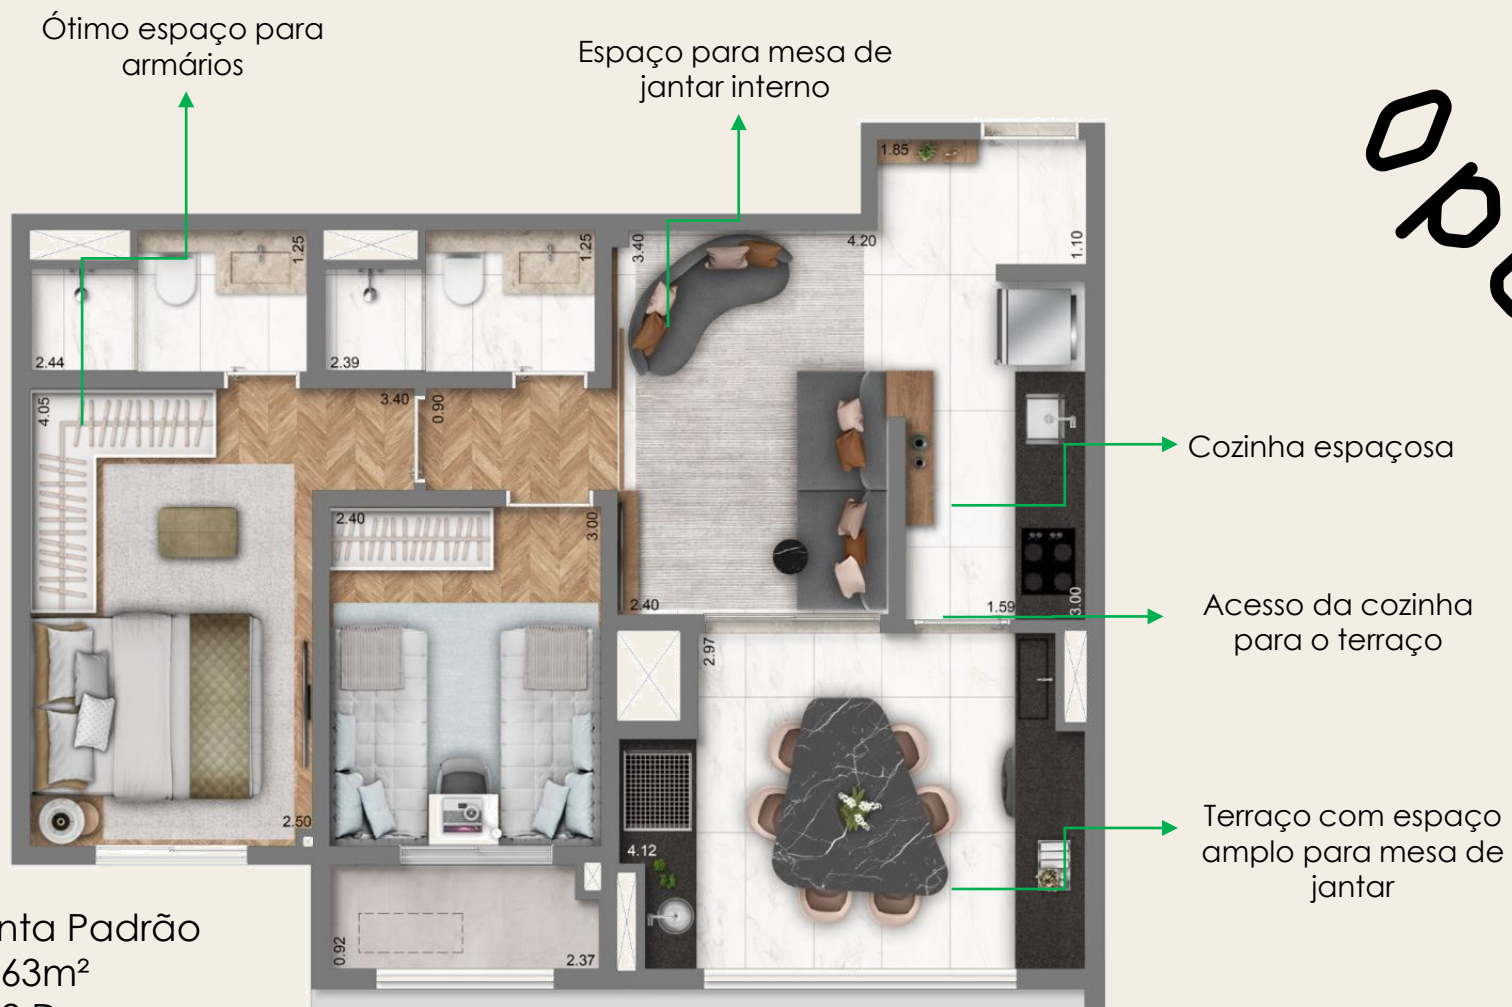 Ótimo espaço para
armários
Espaço para mesa de
jantar interno
1.85
1.25
1.25
3.40
4.20
1.10
2.44
2.39
4.05
3.40
0.90
Cozinha espaçosa
2.40
3.00
2.40
1.59
3.00
Acesso da cozinha
para o terraço
2.97
2.50
4.12
Terraço com espaço
amplo para mesa de
jantar
0.92
2.37
nta Padrão
63m²